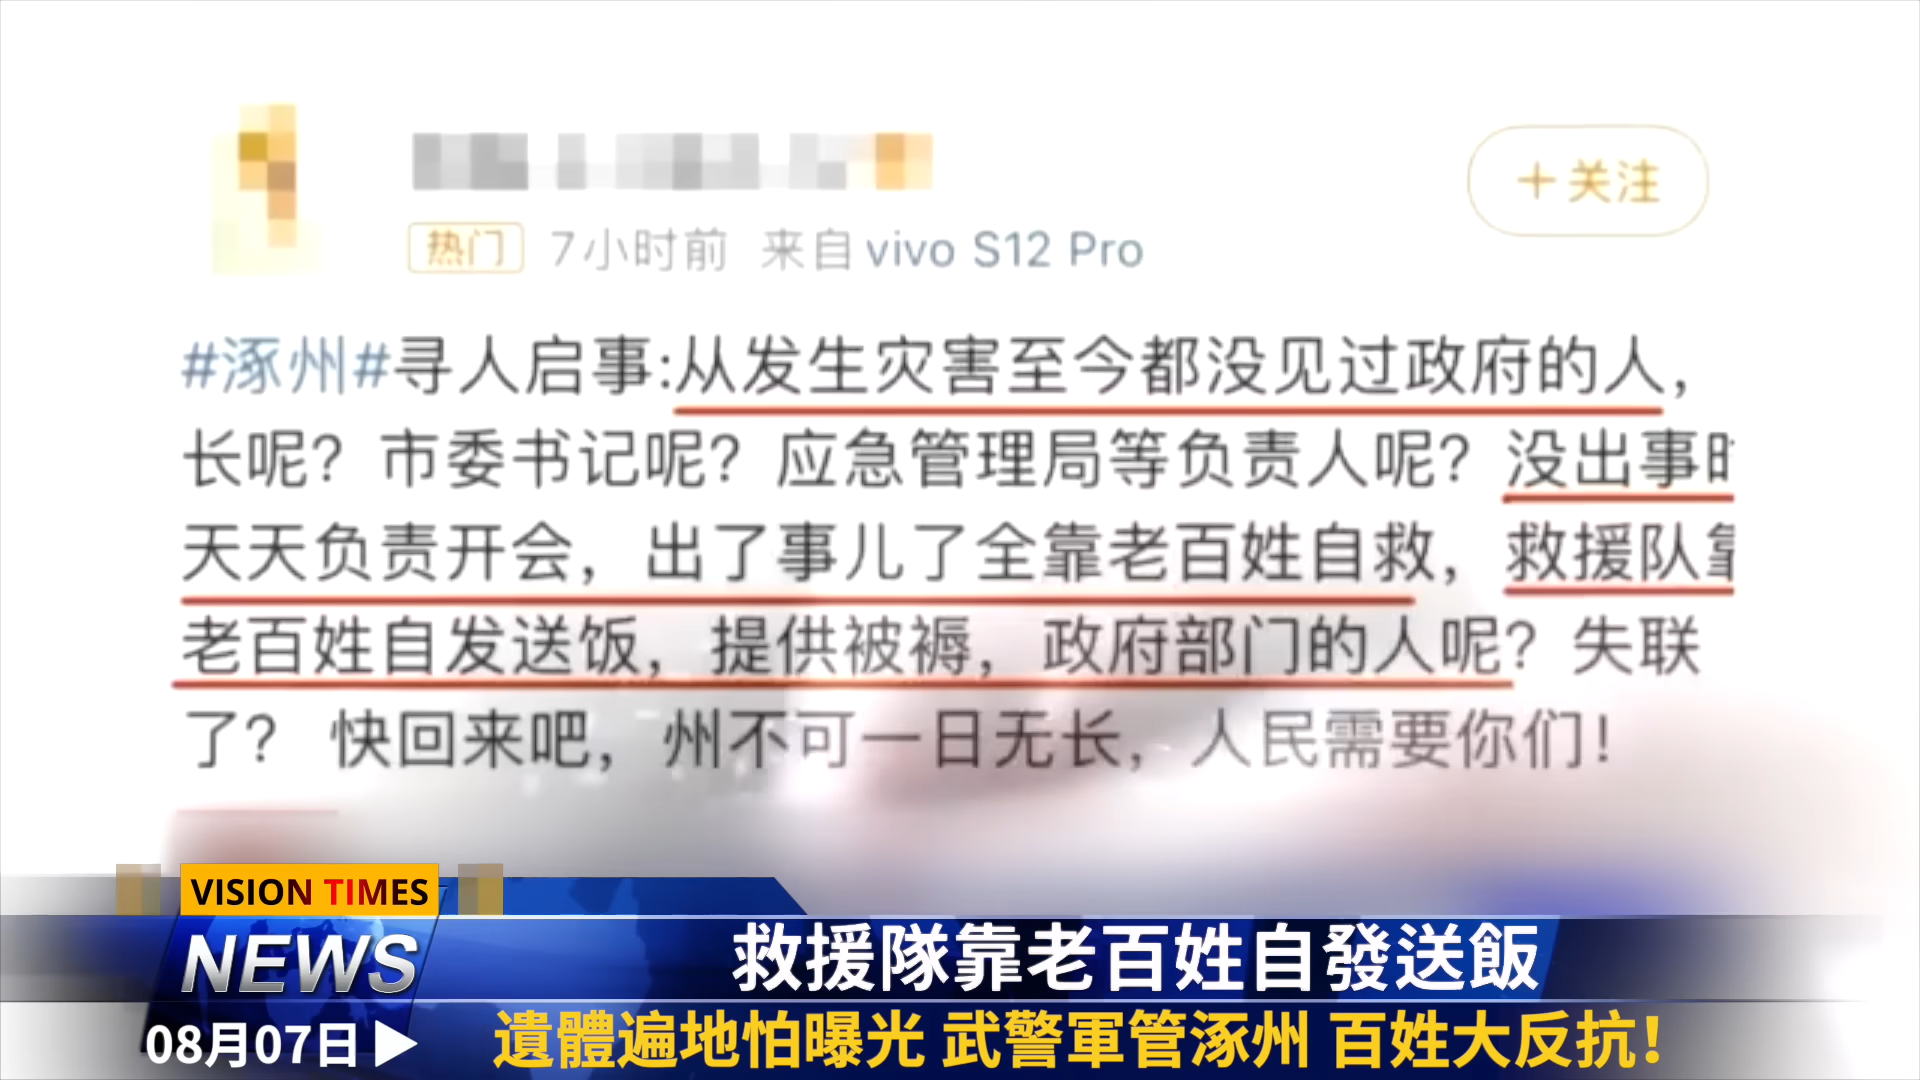 +关注
热门 7小时前 来自 vivo S12 Pro
#涿州#寻人启事:从发生灾害至今都没见过政府的人，
长呢？市委书记呢？应急管理局等负责人呢？没出事
天天负责开会，出了事儿了全靠老百姓自救，救援队
老百姓自发送饭，提供被褥，政府部门的人呢？失联
了？ 快回来吧，州不可一日无长，人民需要你们！
VISION TIMES
NEWS
救援隊靠老百姓自發送飯
08月07日
遺體遍地怕曝光 武警軍管涿州 百姓大反抗！